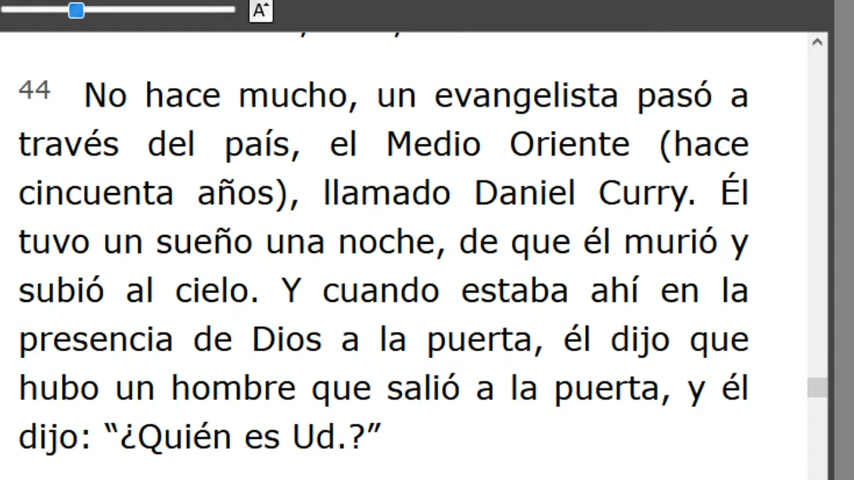 A
44 No hace mucho, un evangelista pasó a
través del país, el Medio Oriente (hace
cincuenta años), llamado Daniel Curry. Él
tuvo un sueño una noche, de que él murió y
subió al cielo. Y cuando estaba ahí en la
presencia de Dios a la puerta, él dijo que
hubo un hombre que salió a la puerta, y él
dijo: “¿Quién es Ud.?”